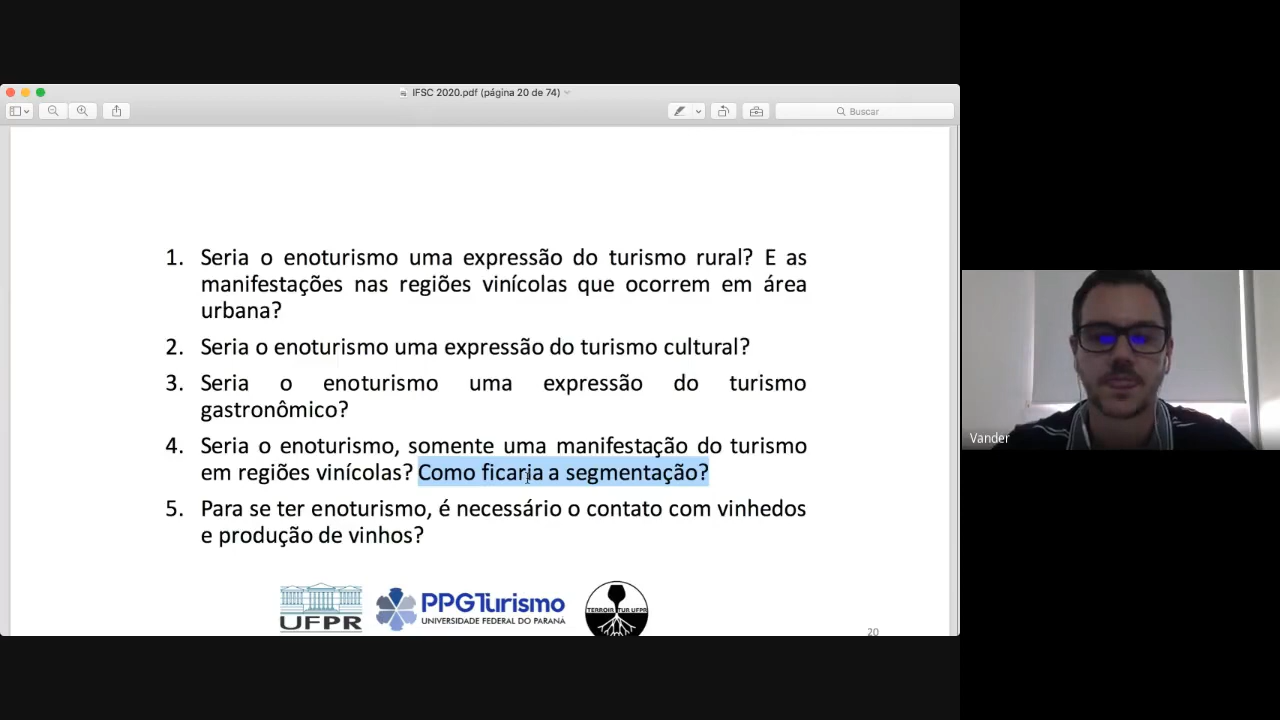 IFSC 2020.pdf (página 20 de 74)
Buscar
1. Seria o enoturismo uma expressão do turismo rural? E as
manifestações nas regiões vinícolas que ocorrem em área
urbana?
2. Seria o enoturismo uma expressão do turismo cultural?
3. Seria o enoturismo uma expressão do turismo
gastronômico?
4. Seria o enoturismo, somente uma manifestação do turismo
em regiões vinícolas? Como ficaria a segmentação?
5. Para se ter enoturismo, é necessário o contato com vinhedos
e produção de vinhos?
UFPR
PPGTurismo
UNIVERSIDADE FEDERAL DO PARANÁ
TERROIR TUR UFPR
20
Vander